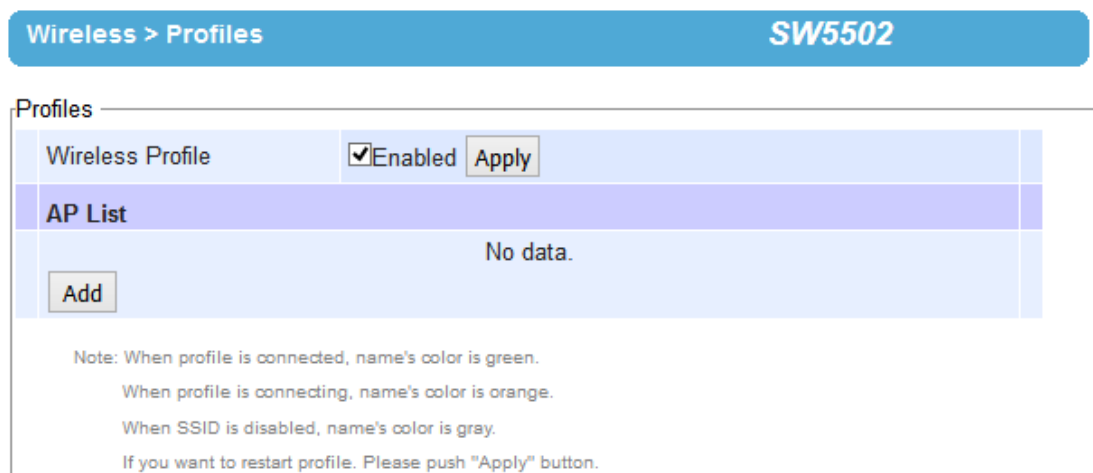 Wireless > Profiles SW5502
Profiles
Wireless Profile Enabled Apply
AP List
No data.
Add
Note: When profile is connected, name's color is green.
When profile is connecting, name's color is orange.
When SSID is disabled, name's color is gray.
If you want to restart profile. Please push "Apply" button.